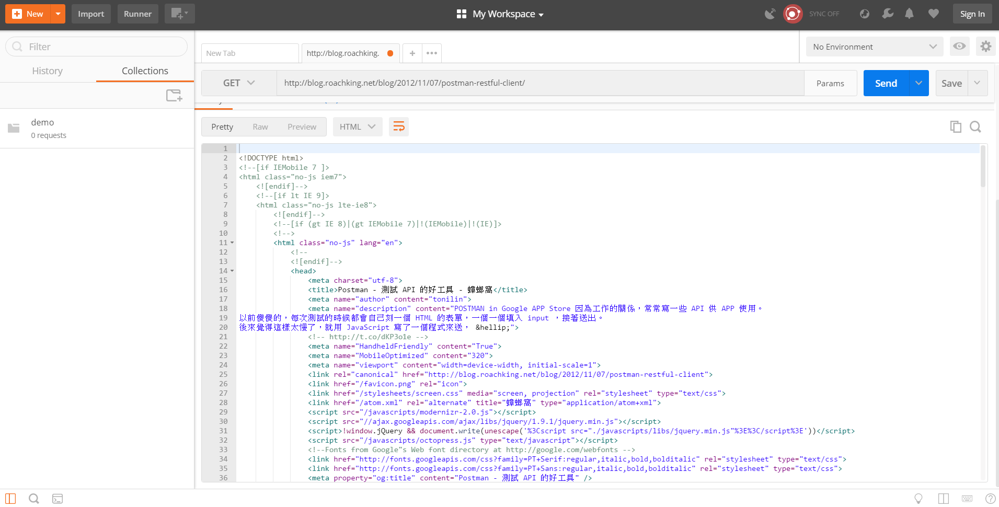 New
Import
Runner
My Workspace
SYNC OFF
Sign In
Filter
History
Collections
demo
0 requests
New Tab
http://blog.roachking.
No Environment
GET
http://blog.roachking.net/blog/2012/11/07/postman-restful-client/
Params
Send
Save
Pretty
Raw
Preview
HTML
1
2 <!DOCTYPE html>
3 <!--[if IEMobile 7 ]>
4 <html class="no-js iem7">
5 <![endif]-->
6 <!--[if lt IE 9]>
7 <html class="no-js lte-ie8">
8 <![endif]-->
9 <!--[if (gt IE 8)|(gt IEMobile 7)|!(IEMobile)|!(IE)]>
10 <!-->
11 <html class="no-js" lang="en">
12 <!--
13 <![endif]-->
14 <head>
15 <meta charset="utf-8">
16 <title>Postman - 測試 API 的好工具 - 蟑螂窩</title>
17 <meta name="author" content="tonilin">
18 <meta name="description" content="POSTMAN in Google APP Store 因為工作的關係，常常寫一些 API 供 APP 使用。
19 以前傻傻的，每次測試的時候都會自己刻一個 HTML 的表單，一個一個填入 input ，接著送出。
20 後來覺得這樣太慢了，就用 JavaScript 寫了一個程式來送， &hellip;">
21 <!-- http://t.co/dKP3o1e -->
22 <meta name="HandheldFriendly" content="True">
23 <meta name="MobileOptimized" content="320">
24 <meta name="viewport" content="width=device-width, initial-scale=1">
25 <link rel="canonical" href="http://blog.roachking.net/blog/2012/11/07/postman-restful-client">
26 <link href="/favicon.png" rel="icon">
27 <link href="/stylesheets/screen.css" media="screen, projection" rel="stylesheet" type="text/css">
28 <link href="/atom.xml" rel="alternate" title="蟑螂窩" type="application/atom+xml">
29 <script src="/javascripts/modernizr-2.0.js"></script>
30 <script src="//ajax.googleapis.com/ajax/libs/jquery/1.9.1/jquery.min.js"></script>
31 <script>!window.jQuery && document.write(unescape('%3Cscript src="./javascripts/libs/jquery.min.js"%3E%3C/script%3E'))</script>
32 <script src="/javascripts/octopress.js" type="text/javascript"></script>
33 <!--Fonts from Google"s Web font directory at http://google.com/webfonts -->
34 <link href="http://fonts.googleapis.com/css?family=PT+Serif:regular,italic,bold,bolditalic" rel="stylesheet" type="text/css">
35 <link href="http://fonts.googleapis.com/css?family=PT+Sans:regular,italic,bold,bolditalic" rel="stylesheet" type="text/css">
36 <meta property="og:title" content="Postman - 測試 API 的好工具" />